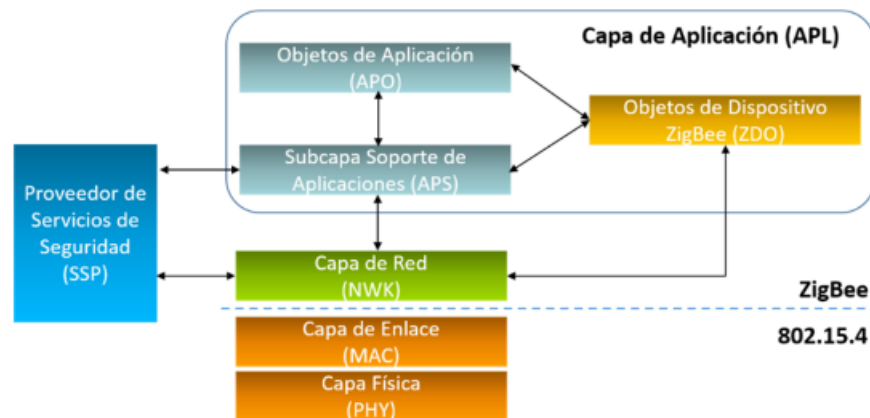 Capa de Aplicación (APL)
Objetos de Aplicación
(APO)
Objetos de Dispositivo
ZigBee (ZDO)
Subcapa Soporte de
Aplicaciones (APS)
Proveedor de
Servicios de
Seguridad
(SSP)
Capa de Red
(NWK)
ZigBee
802.15.4
Capa de Enlace
(MAC)
Capa Física
(PHY)